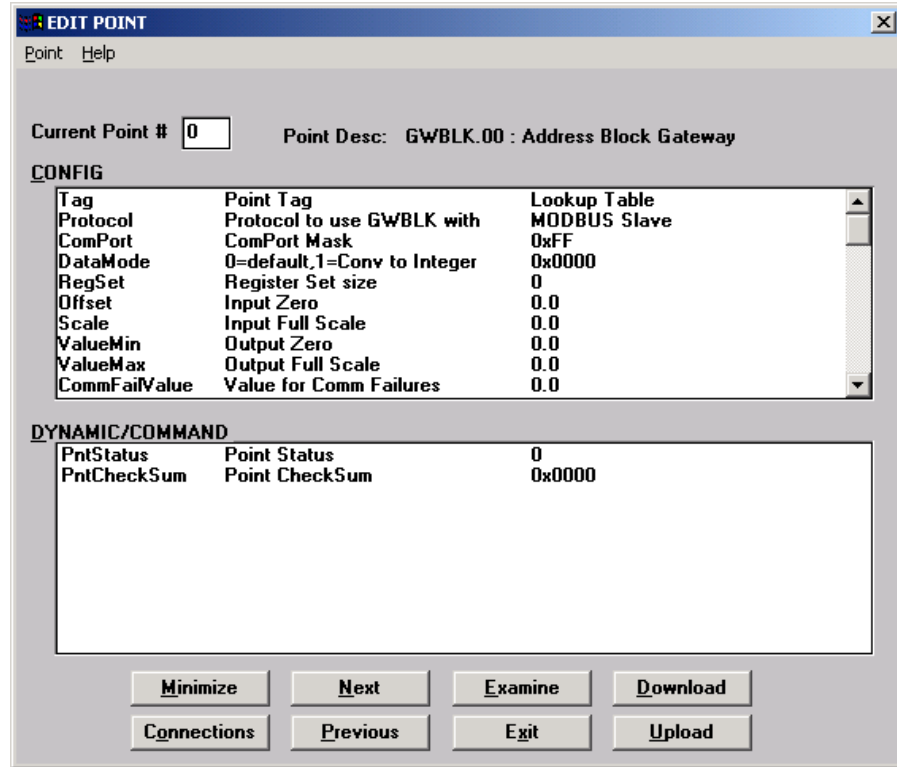 EDIT POINT
Point Help
Current Point # 0 Point Desc: GWBLK.00 : Address Block Gateway
CONFIG
Tag Point Tag Lookup Table
Protocol Protocol to use GWBLK with MODBUS Slave
ComPort ComPort Mask 0xFF
DataMode 0=default,1=Conv to Integer 0x0000
RegSet Register Set size 0
Offset Input Zero 0.0
Scale Input Full Scale 0.0
ValueMin Output Zero 0.0
ValueMax Output Full Scale 0.0
CommFailValue Value for Comm Failures 0.0
DYNAMIC/COMMAND
PntStatus Point Status 0
PntCheckSum Point CheckSum 0x0000
Minimize Next Examine Download
Connections Previous Exit Upload